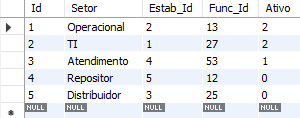 Id Setor Estab_Id Func_Id Ativo
1 Operacional 2 13 2
2 TI 1 27 2
3 Atendimento 4 53 1
4 Repositor 5 12 0
5 Distribuidor 3 25 0
NULL NULL NULL NULL NULL